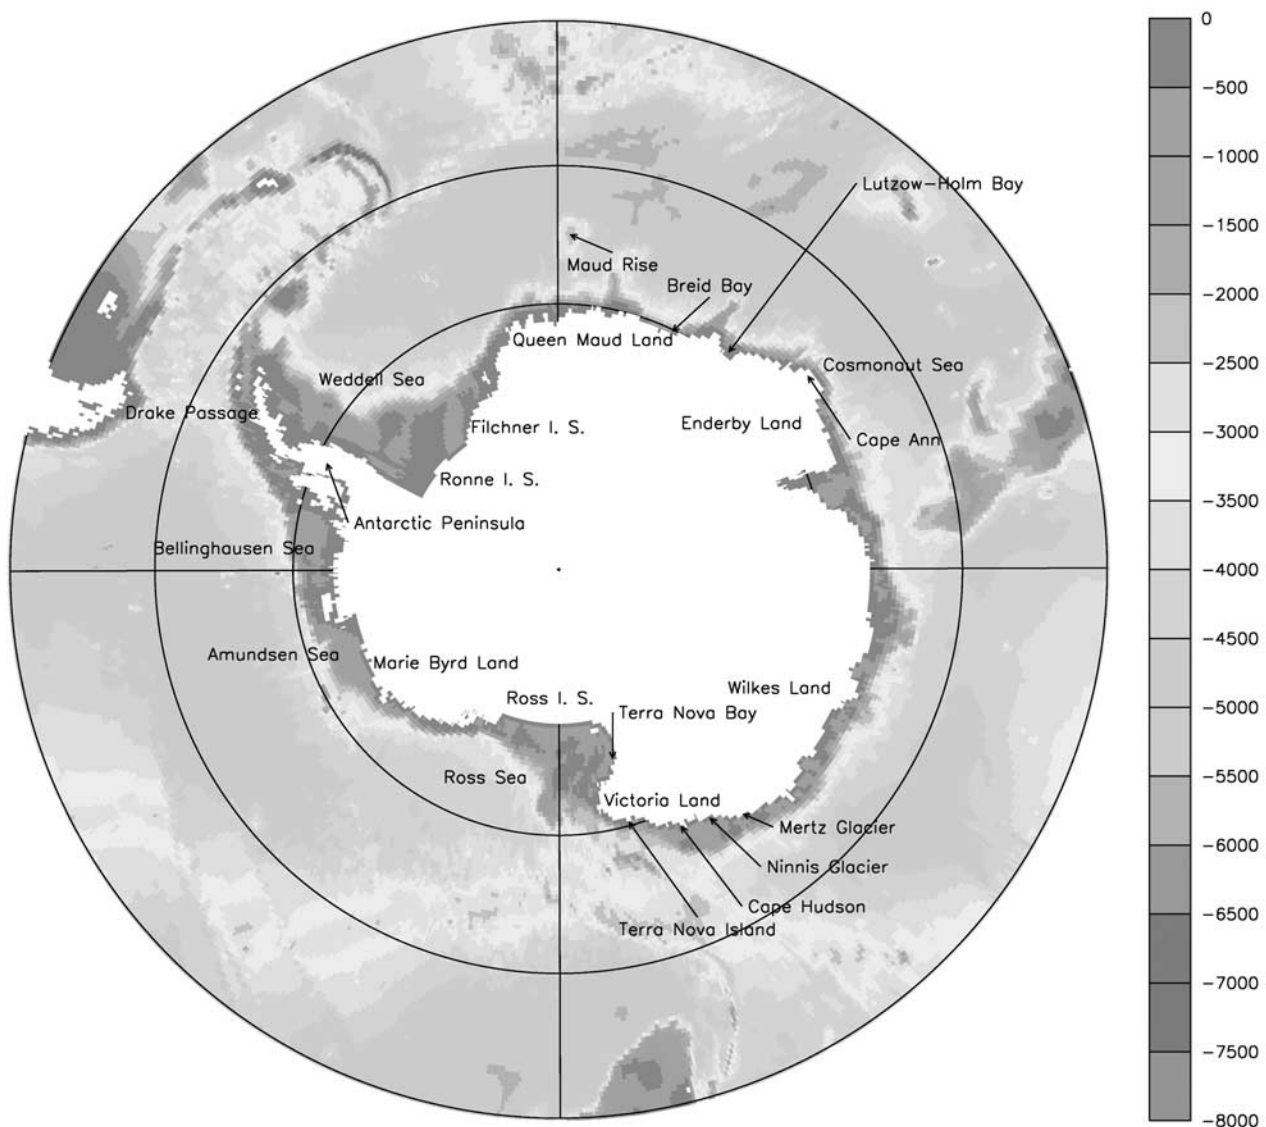 0
-500
-1000
-1500
-2000
-2500
-3000
-3500
-4000
-4500
-5000
-5500
-6000
-6500
-7000
-7500
-8000
Lutzow-Holm Bay
Maud Rise
Breid Bay
Queen Maud Land
Cosmonaut Sea
Weddell Sea
Drake Passage
Filchner I. S.
Enderby Land
Cape Ann
Ronne I. S.
Antarctic Peninsula
Bellinghausen Sea
Amundsen Sea
Marie Byrd Land
Ross I. S.
Wilkes Land
Terra Nova Bay
Ross Sea
Victoria Land
Mertz Glacier
Ninnis Glacier
Cape Hudson
Terra Nova Island